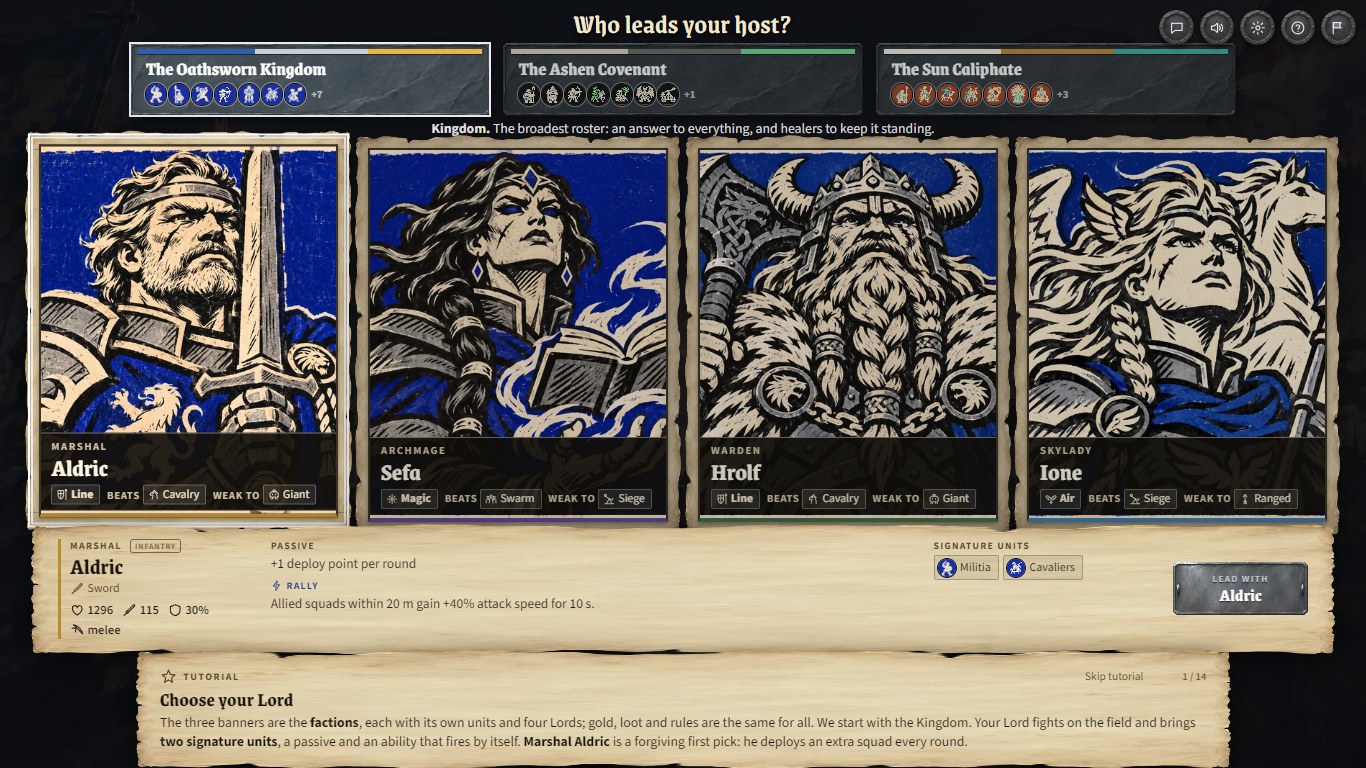 Who leads your host?
The Oathsworn Kingdom
+7
The Ashen Covenant
+1
The Sun Caliphate
+3
Kingdom. The broadest roster: an answer to everything, and healers to keep it standing.
MARSHAL
Aldric
Line BEATS Cavalry WEAK TO Giant
ARCHMAGE
Sefa
Magic BEATS Swarm WEAK TO Siege
WARDEN
Hrolf
Line BEATS Cavalry WEAK TO Giant
SKYLADY
Ione
Air BEATS Siege WEAK TO Ranged
MARSHAL INFANTRY
Aldric
Sword
1296 115 30%
melee
PASSIVE
+1 deploy point per round
RALLY
Allied squads within 20 m gain +40% attack speed for 10 s.
SIGNATURE UNITS
Militia Cavaliers
LEAD WITH
Aldric
TUTORIAL
Skip tutorial 1 / 14
Choose your Lord
The three banners are the factions, each with its own units and four Lords; gold, loot and rules are the same for all. We start with the Kingdom. Your Lord fights on the field and brings
two signature units, a passive and an ability that fires by itself. Marshal Aldric is a forgiving first pick: he deploys an extra squad every round.